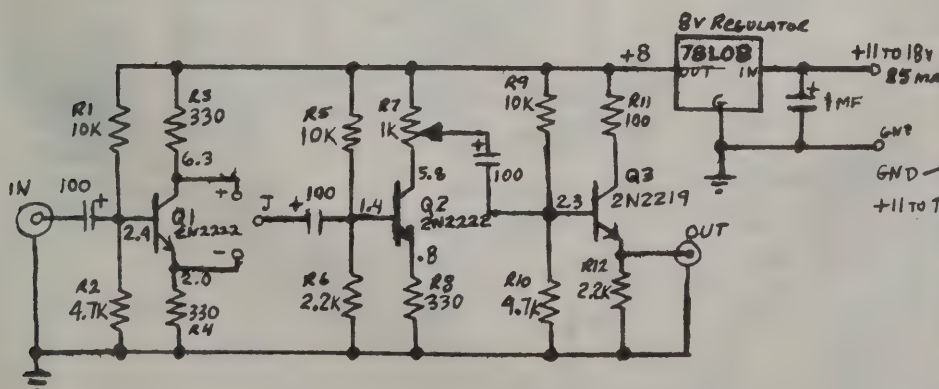 8V REGULATOR
+8
78L08
OUT IN
G
+11 TO 18V
85 MA
1MF
+
GND
GND
+11 TO
R1
10K
R3
330
6.3
R5
10K
R7
1K
5.8
R9
10K
R11
100
IN
100
+
2.4
Q1
2N2222
+
-
2.0
J
+
100
1.4
Q2
2N2222
.8
+
100
2.3
Q3
2N2219
OUT
R2
4.7K
330
R4
R6
2.2K
R8
330
R10
4.7K
R12
2.2K